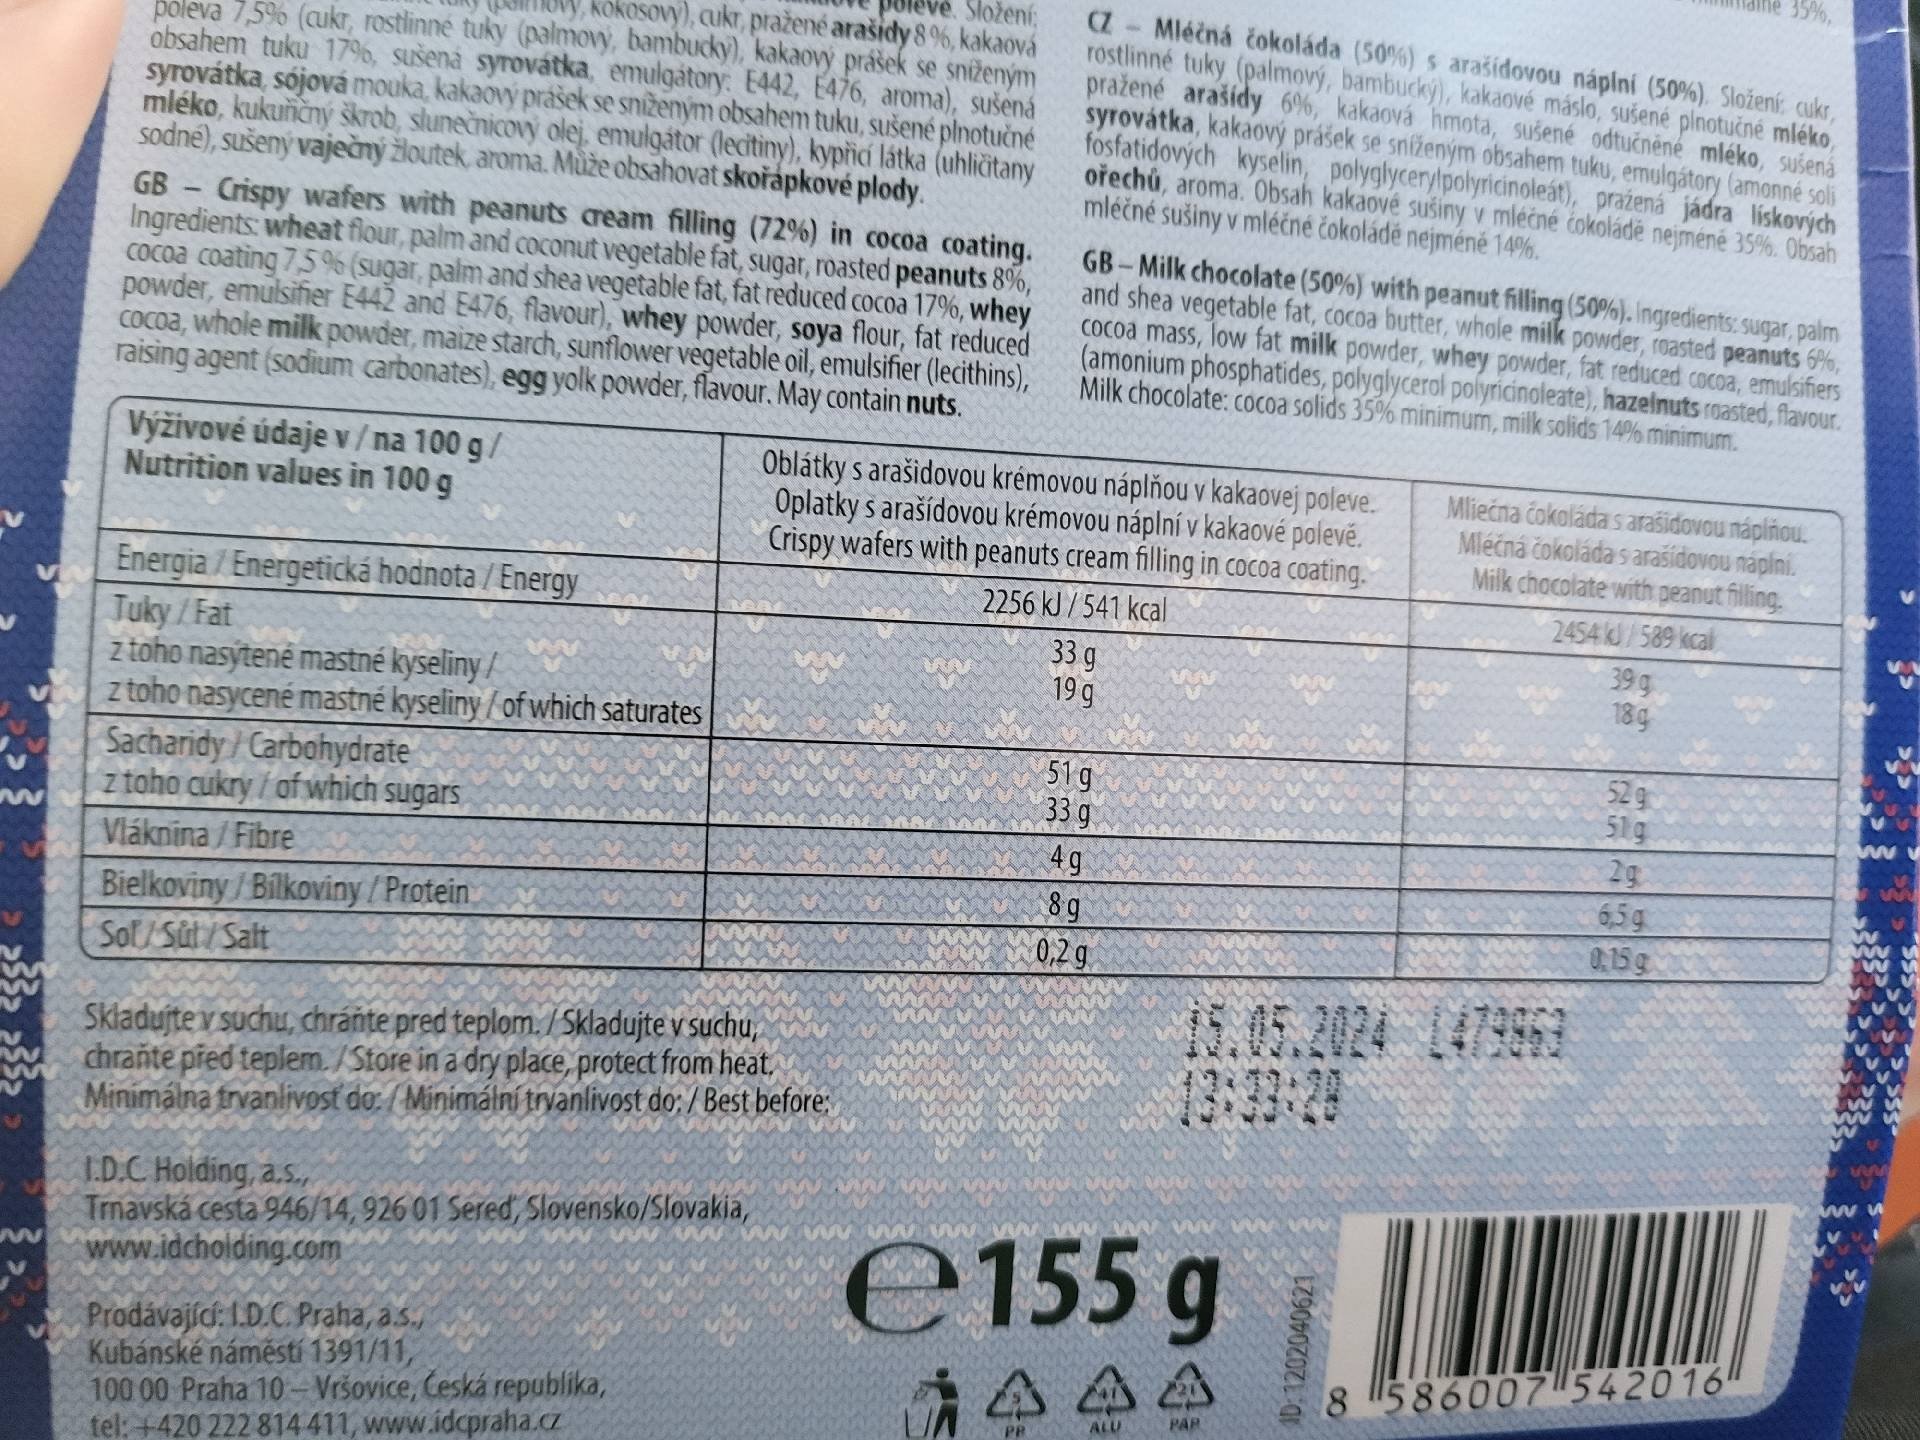 polevě. Složení:
(palmový, kokosový), cukr, pražené arašidy 8 %, kakaová
poleva 7,5% (cukr, rostlinné tuky (palmový, bambucký), kakaový prášek se sníženým
obsahem tuku 17%, sušená syrovátka, emulgátory: E442, E476, aroma), sušená
syrovátka, sójová mouka, kakaový prášek se sníženým obsahem tuku, sušené plnotučné
mléko, kukuřičný škrob, slunečnicový olej, emulgátor (lecitiny), kypřicí látka (uhličitany
sodné), sušený vaječný žloutek, aroma. Může obsahovat skořápkové plody.
GB – Crispy wafers with peanuts cream filling (72%) in cocoa coating.
Ingredients: wheat flour, palm and coconut vegetable fat, sugar, roasted peanuts 8%,
cocoa coating 7,5 % (sugar, palm and shea vegetable fat, fat reduced cocoa 17%, whey
powder, emulsifier E442 and E476, flavour), whey powder, soya flour, fat reduced
cocoa, whole milk powder, maize starch, sunflower vegetable oil, emulsifier (lecithins),
raising agent (sodium carbonates), egg yolk powder, flavour. May contain nuts.
35%,
CZ – Mléčná čokoláda (50%) s arašídovou náplní (50%). Složení: cukr,
rostlinné tuky (palmový, bambucký), kakaové máslo, sušené plnotučné mléko,
pražené arašídy 6%, kakaová hmota, sušené odtučněné mléko, sušená
syrovátka, kakaový prášek se sníženým obsahem tuku, emulgátory (amonné soli
fosfatidových kyselin, polyglycerylpolyricinoleát), pražená jádra lískových
ořechů, aroma. Obsah kakaové sušiny v mléčné čokoládě nejméně 35%. Obsah
mléčné sušiny v mléčné čokoládě nejméně 14%.
GB – Milk chocolate (50%) with peanut filling (50%). Ingredients: sugar, palm
and shea vegetable fat, cocoa butter, whole milk powder, roasted peanuts 6%,
cocoa mass, low fat milk powder, whey powder, fat reduced cocoa, emulsifiers
(amonium phosphatides, polyglycerol polyricinoleate), hazelnuts roasted, flavour.
Milk chocolate: cocoa solids 35% minimum, milk solids 14% minimum.
Výživové údaje v / na 100 g /
Nutrition values in 100 g
Oblátky s arašidovou krémovou náplňou v kakaovej poleve.
Oplatky s arašídovou krémovou náplní v kakaové polevě.
Crispy wafers with peanuts cream filling in cocoa coating.
Mliečna čokoláda s arašidovou náplňou.
Mléčná čokoláda s arašídovou náplní.
Milk chocolate with peanut filling.
Energia / Energetická hodnota / Energy 2256 kJ / 541 kcal 2454 kJ / 589 kcal
Tuky / Fat 33 g 39 g
z toho nasýtené mastné kyseliny / 19 g 18 g
z toho nasycené mastné kyseliny / of which saturates
Sacharidy / Carbohydrate 51 g 52 g
z toho cukry / of which sugars 33 g 51 g
Vláknina / Fibre 4 g 2 g
Bielkoviny / Bílkoviny / Protein 8 g 6,5 g
Soľ / Sůl / Salt 0,2 g 0,15 g
Skladujte v suchu, chráňte pred teplom. / Skladujte v suchu,
chraňte před teplem. / Store in a dry place, protect from heat.
Minimálna trvanlivosť do: / Minimální trvanlivost do: / Best before:
I.D.C. Holding, a.s.,
Trnavská cesta 946/14, 926 01 Sereď, Slovensko/Slovakia,
www.idcholding.com
Prodávající: I.D.C. Praha, a.s.,
Kubánské náměstí 1391/11,
100 00 Praha 10 – Vršovice, Česká republika,
tel: +420 222 814 411, www.idcpraha.cz
e 155 g
5 PP
41 ALU
21 PAP
ID: 1202040621
8 586007 542016